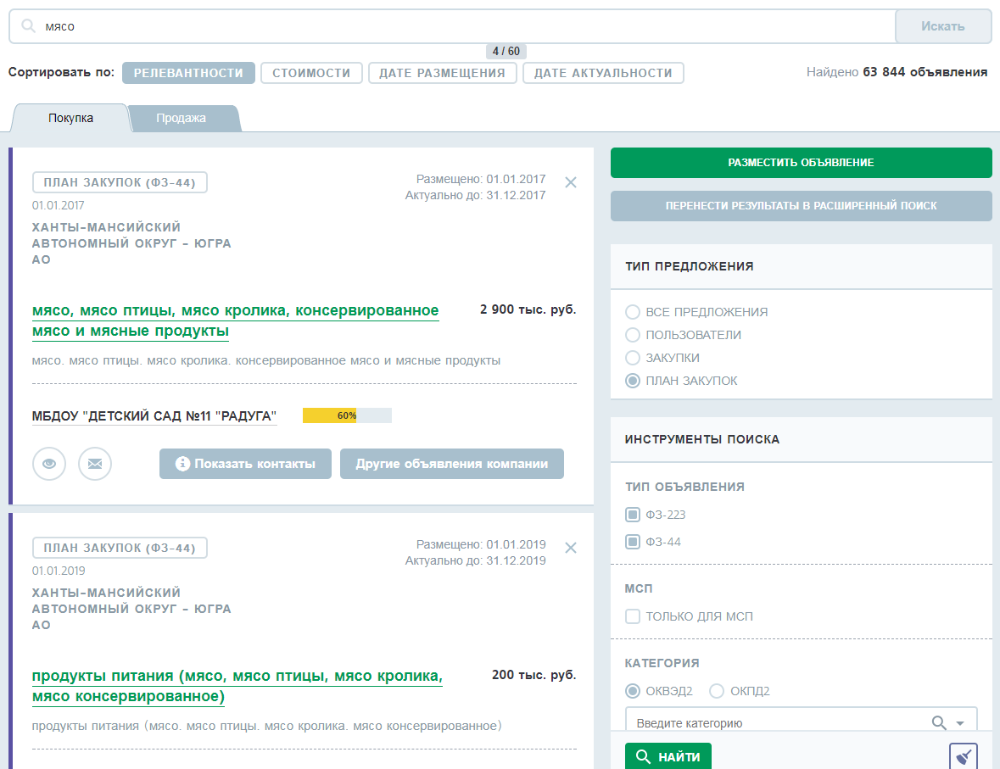 мясо
Искать
4 / 60
Сортировать по:
РЕЛЕВАНТНОСТИ
СТОИМОСТИ
ДАТЕ РАЗМЕЩЕНИЯ
ДАТЕ АКТУАЛЬНОСТИ
Найдено 63 844 объявления
Покупка
Продажа
ПЛАН ЗАКУПОК (ФЗ-44)
Размещено: 01.01.2017
Актуально до: 31.12.2017
01.01.2017
ХАНТЫ-МАНСИЙСКИЙ
АВТОНОМНЫЙ ОКРУГ - ЮГРА
АО
мясо, мясо птицы, мясо кролика, консервированное
мясо и мясные продукты
2 900 тыс. руб.
мясо. мясо птицы. мясо кролика. консервированное мясо и мясные продукты
МБДОУ "ДЕТСКИЙ САД №11 "РАДУГА"
60%
Показать контакты
Другие объявления компании
ПЛАН ЗАКУПОК (ФЗ-44)
Размещено: 01.01.2019
Актуально до: 31.12.2019
01.01.2019
ХАНТЫ-МАНСИЙСКИЙ
АВТОНОМНЫЙ ОКРУГ - ЮГРА
АО
продукты питания (мясо, мясо птицы, мясо кролика,
мясо консервированное)
200 тыс. руб.
продукты питания (мясо. мясо птицы. мясо кролика. мясо консервированное)
РАЗМЕСТИТЬ ОБЪЯВЛЕНИЕ
ПЕРЕНЕСТИ РЕЗУЛЬТАТЫ В РАСШИРЕННЫЙ ПОИСК
ТИП ПРЕДЛОЖЕНИЯ
ВСЕ ПРЕДЛОЖЕНИЯ
ПОЛЬЗОВАТЕЛИ
ЗАКУПКИ
ПЛАН ЗАКУПОК
ИНСТРУМЕНТЫ ПОИСКА
ТИП ОБЪЯВЛЕНИЯ
ФЗ-223
ФЗ-44
МСП
ТОЛЬКО ДЛЯ МСП
КАТЕГОРИЯ
ОКВЭД2
ОКПД2
Введите категорию
НАЙТИ